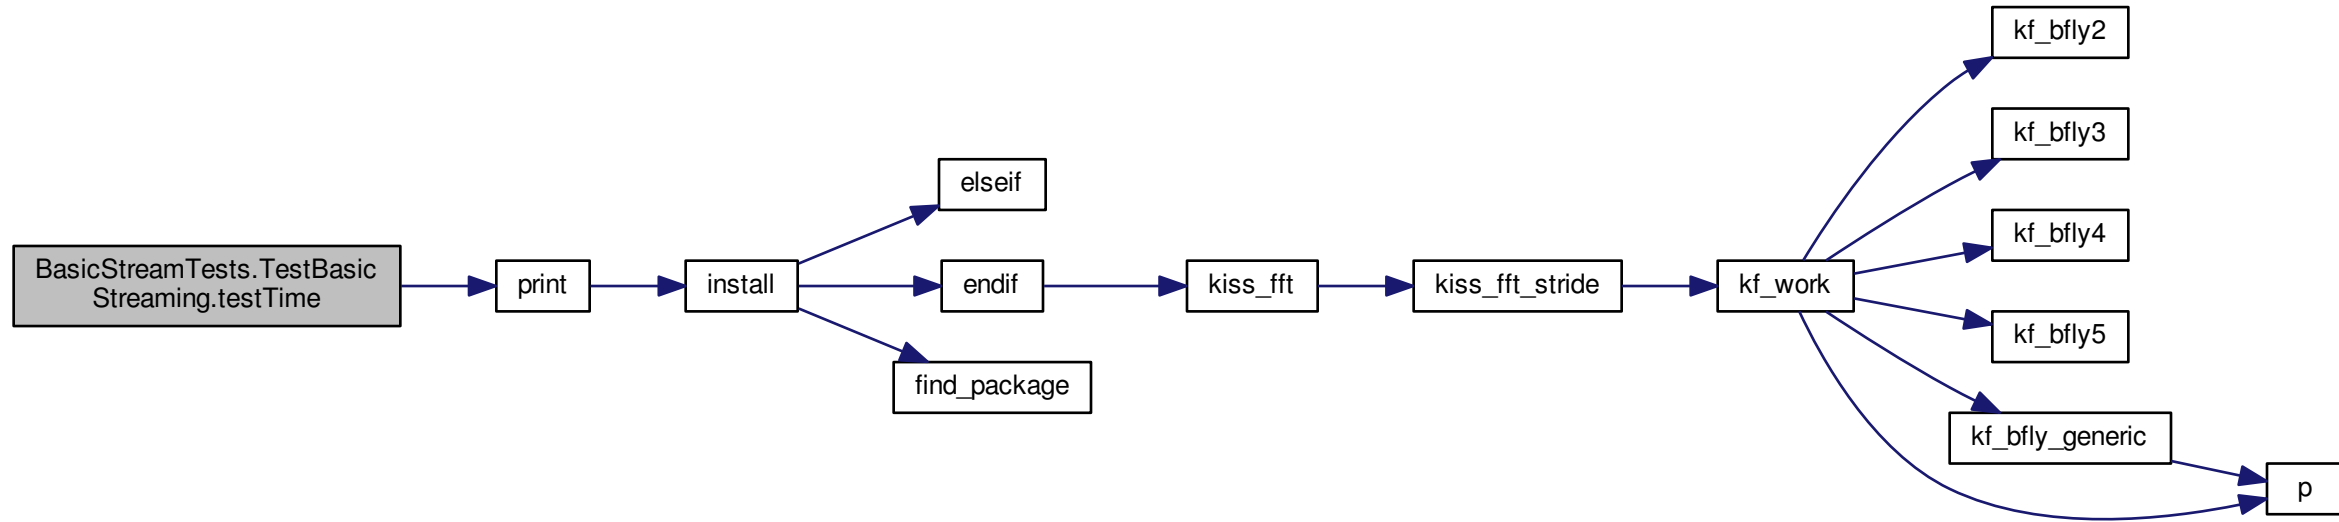 BasicStreamTests.TestBasic
Streaming.testTime
print
install
elseif
endif
find_package
kiss_fft
kiss_fft_stride
kf_work
kf_bfly2
kf_bfly3
kf_bfly4
kf_bfly5
kf_bfly_generic
p